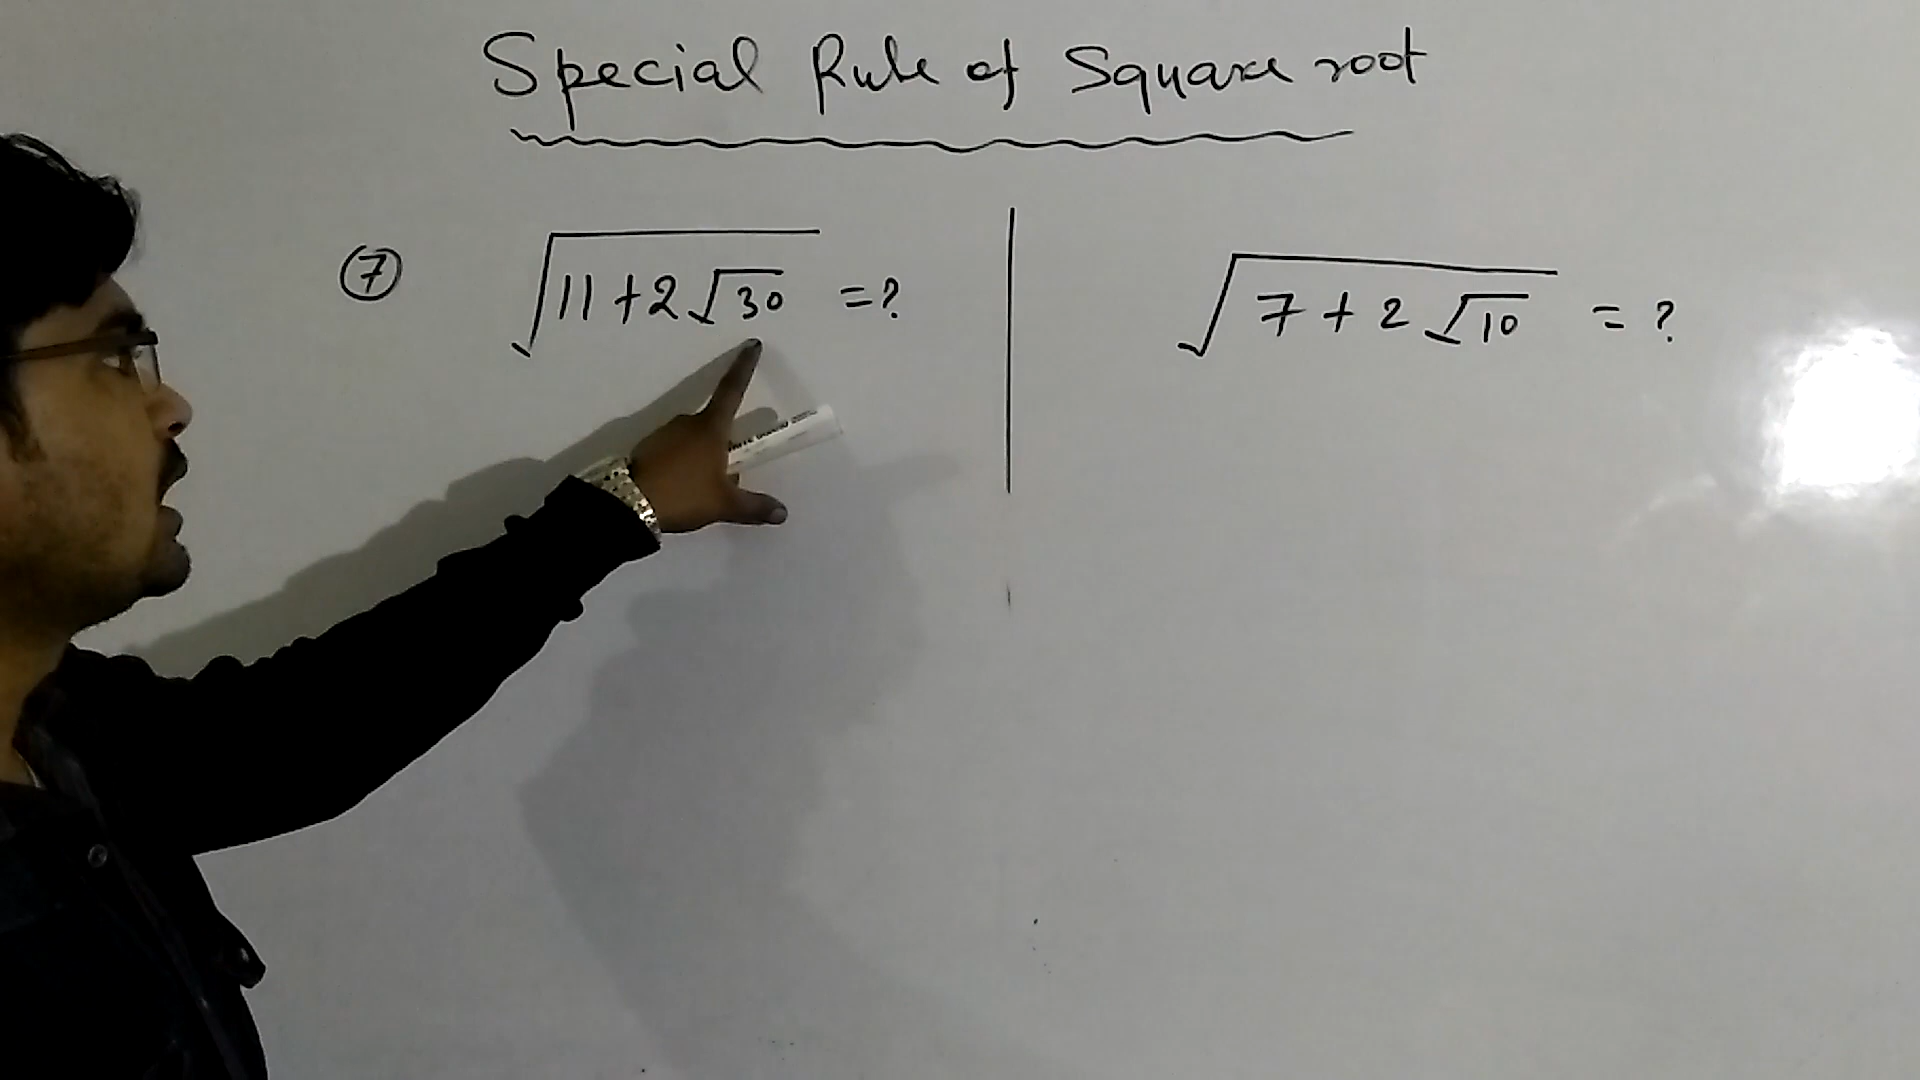 Special Rule of Square root
⑦ √(11+2√30) =?
√(7+2√10) = ?